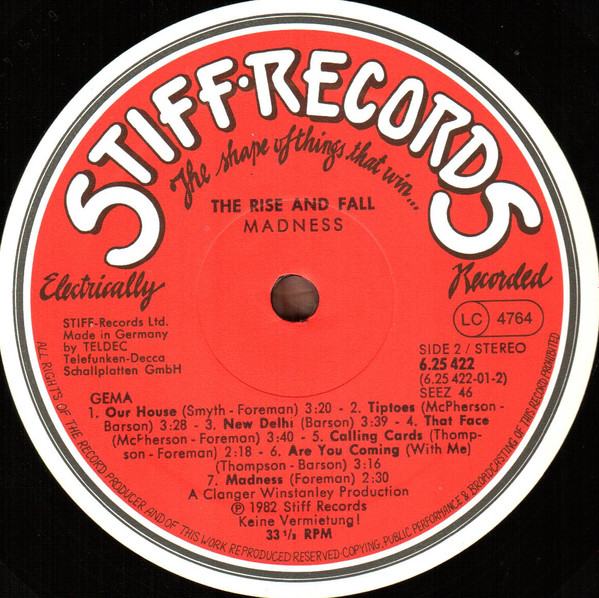 STIFF·RECORDS
The shape of things that win...
THE RISE AND FALL
MADNESS
Electrically
Recorded
STIFF-Records Ltd.
Made in Germany
by TELDEC
Telefunken-Decca
Schallplatten GmbH
LC 4764
SIDE 2 / STEREO
6.25 422
(6.25 422-01-2)
SEEZ 46
GEMA
1. Our House (Smyth - Foreman) 3:20 - 2. Tiptoes (McPherson -
Barson) 3:28 - 3. New Delhi (Barson) 3:39 - 4. That Face
(McFherson - Foreman) 3:40 - 5. Calling Cards (Thomp-
son - Foreman) 2:18 - 6. Are You Coming (With Me)
(Thompson - Barson) 3:16
7. Madness (Foreman) 2:30
A Clanger Winstanley Production
Ⓟ 1982 Stiff Records
Keine Vermietung!
33 ⅓ RPM
ALL RIGHTS OF THE RECORD PRODUCER AND OF THIS WORK REPRODUCED RESERVED·COPYING, PUBLIC PERFORMANCE & BROADCASTING OF THIS RECORD PROHIBITED